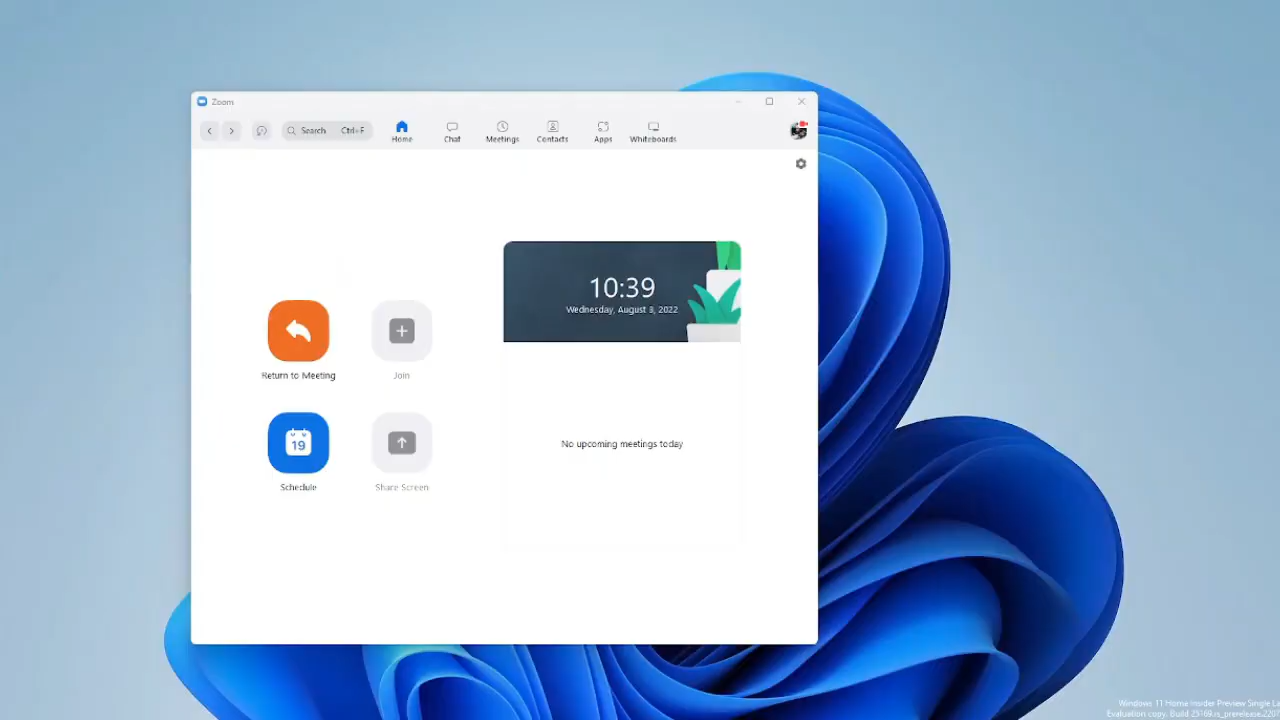 Zoom
Search Ctrl+F
Home
Chat
Meetings
Contacts
Apps
Whiteboards
10:39
Wednesday, August 3, 2022
Return to Meeting
Join
19
Schedule
Share Screen
No upcoming meetings today
Windows 11 Home Insider Preview Single
Evaluation copy. Build 25169.rs_prerelease